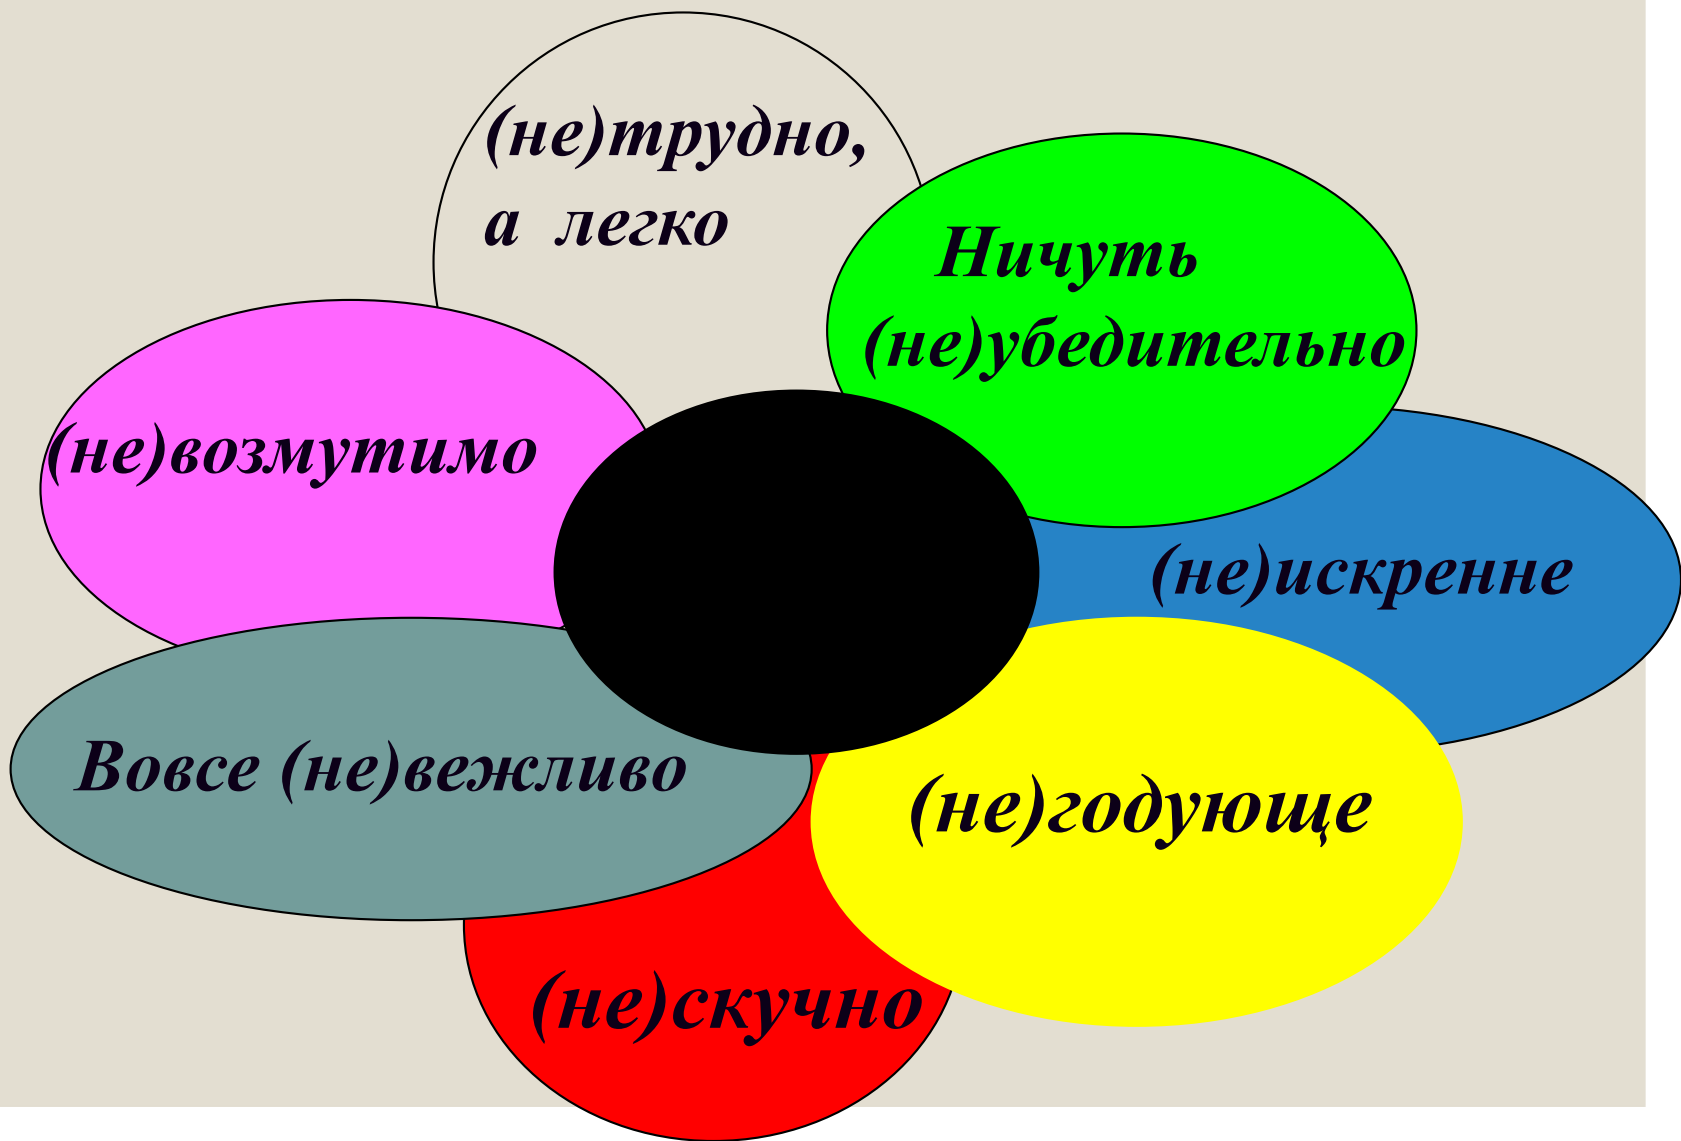 (не)трудно,
а легко
Ничуть
(не)убедительно
(не)возмутимо
(не)искренне
Вовсе (не)вежливо
(не)годующе
(не)скучно